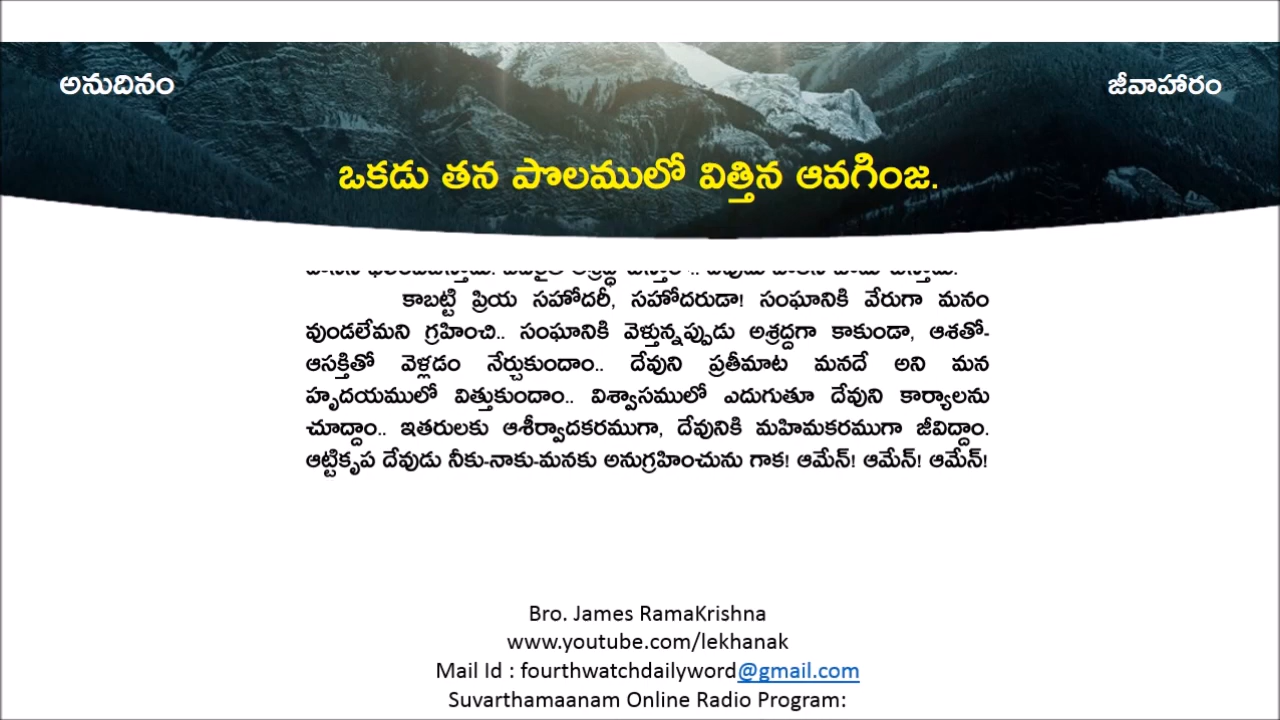 అనుదినం
జీవాహారం
ఒకడు తన పొలములో విత్తిన ఆవగింజ.
కాబట్టి ప్రియ సహోదరీ, సహోదరుడా! సంఘానికి వేరుగా మనం
వుండలేమని గ్రహించి.. సంఘానికి వెళ్తున్నప్పుడు అశ్రద్దగా కాకుండా, ఆశతో-
ఆసక్తితో వెళ్లడం నేర్చుకుందాం.. దేవుని ప్రతీమాట మనదే అని మన
హృదయములో విత్తుకుందాం.. విశ్వాసములో ఎదుగుతూ దేవుని కార్యాలను
చూద్దాం.. ఇతరులకు ఆశీర్వాదకరముగా, దేవునికి మహిమకరముగా జీవిద్దాం.
ఆట్టికృప దేవుడు నీకు-నాకు-మనకు అనుగ్రహించును గాక! ఆమేన్! ఆమేన్! ఆమేన్!
Bro. James RamaKrishna
www.youtube.com/lekhanak
Mail Id : fourthwatchdailyword@gmail.com
Suvarthamaanam Online Radio Program: